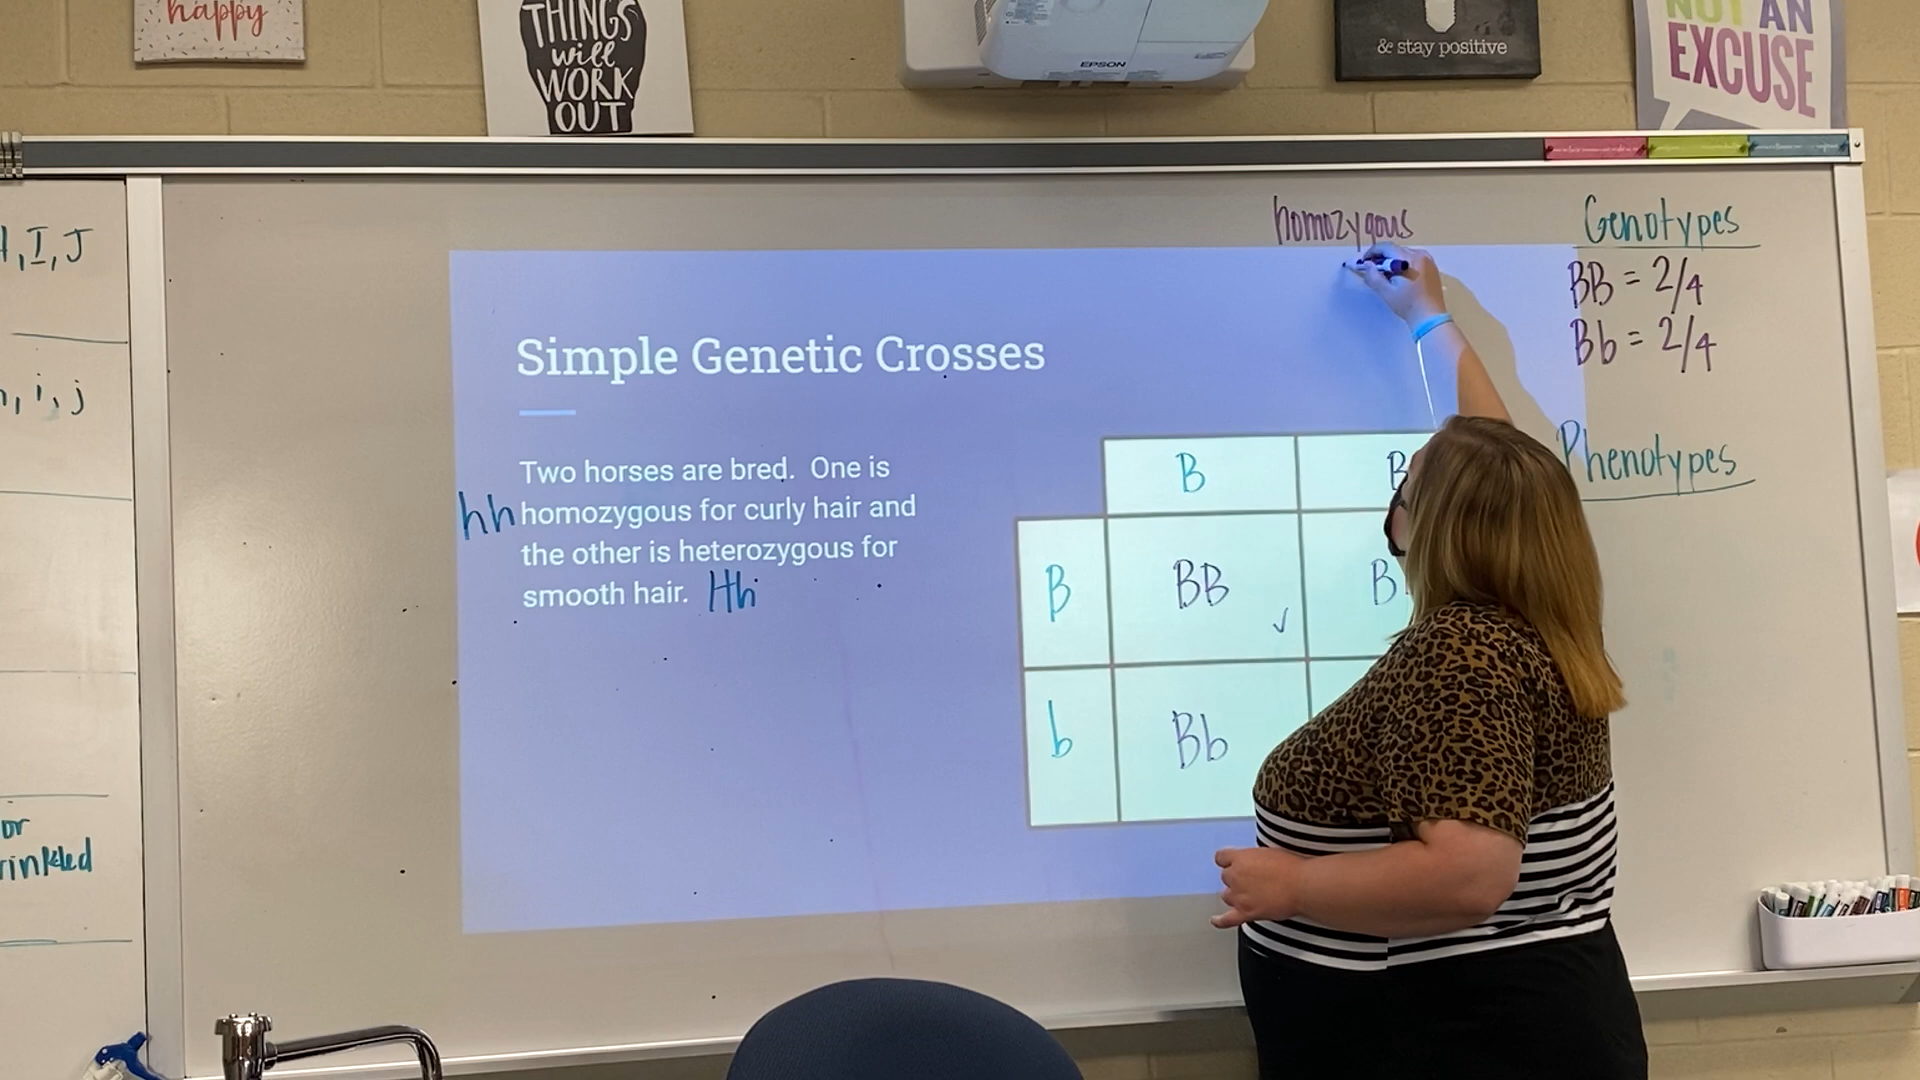 happy
THINGS
will
WORK
OUT
EPSON
& stay positive
NOT AN
EXCUSE
I, J
i, j
or
homozygous
Genotypes
BB = 2/4
Bb = 2/4
Phenotypes
Simple Genetic Crosses
Two horses are bred. One is
hh homozygous for curly hair and
the other is heterozygous for
smooth hair. Hh
B B
B BB B
b Bb